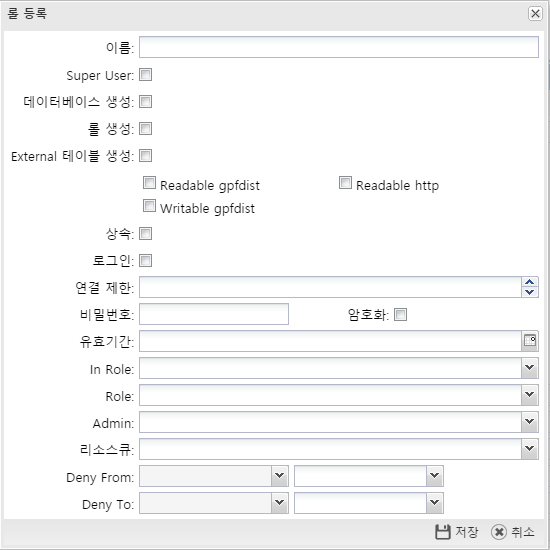 롤 등록
이름:
Super User:
데이터베이스 생성:
롤 생성:
External 테이블 생성:
Readable gpfdist Readable http
Writable gpfdist
상속:
로그인:
연결 제한:
비밀번호: 암호화:
유효기간:
In Role:
Role:
Admin:
리소스큐:
Deny From:
Deny To:
저장 취소